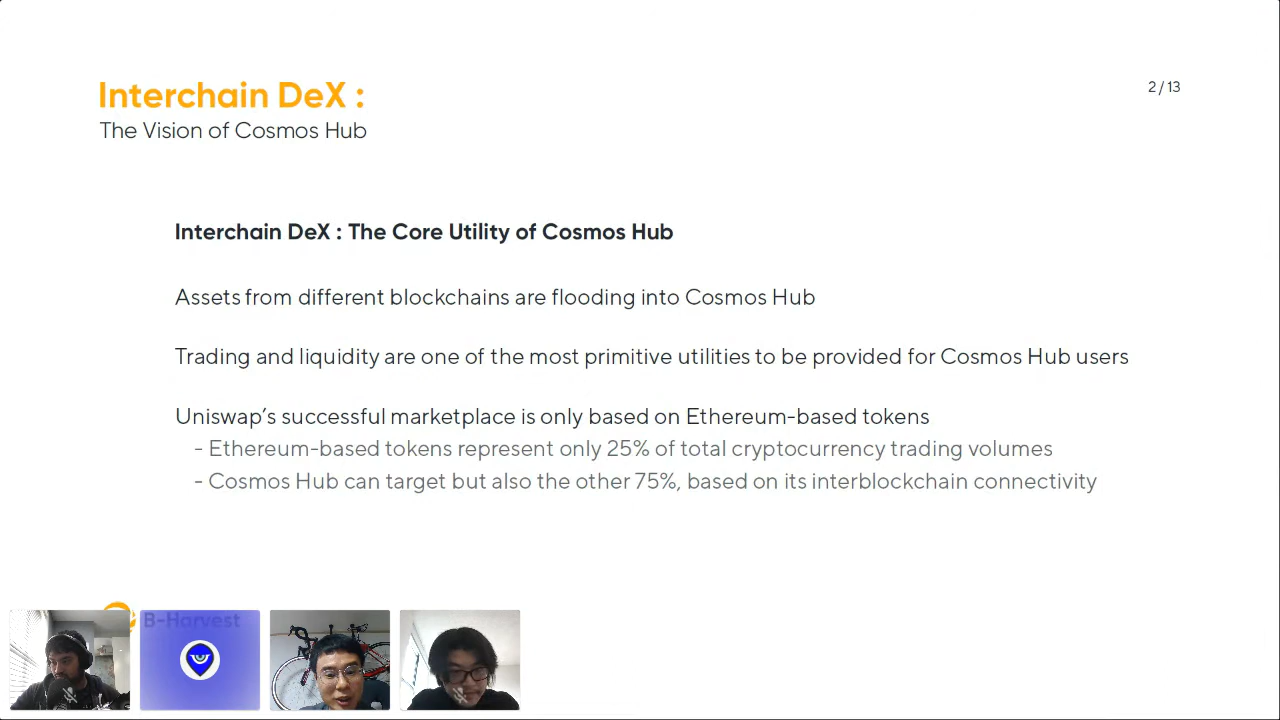 Interchain DeX :
The Vision of Cosmos Hub
2 / 13
Interchain DeX : The Core Utility of Cosmos Hub
Assets from different blockchains are flooding into Cosmos Hub
Trading and liquidity are one of the most primitive utilities to be provided for Cosmos Hub users
Uniswap's successful marketplace is only based on Ethereum-based tokens
- Ethereum-based tokens represent only 25% of total cryptocurrency trading volumes
- Cosmos Hub can target but also the other 75%, based on its interblockchain connectivity
B-Harvest